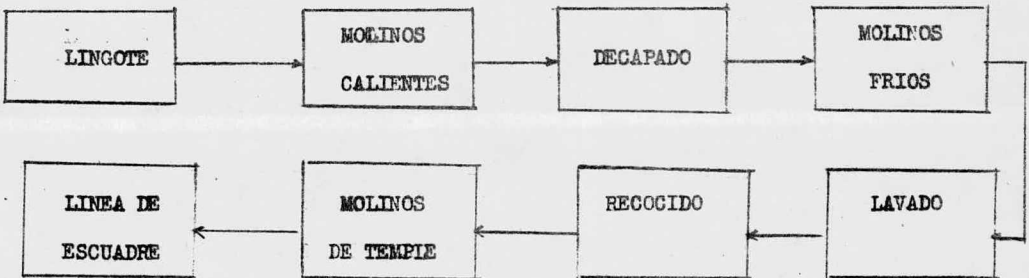 LINGOTE
MOLINOS
CALIENTES
DECAPADO
MOLINOS
FRIOS
LAVADO
RECOCIDO
MOLINOS
DE TEMPLE
LINEA DE
ESCUADRE